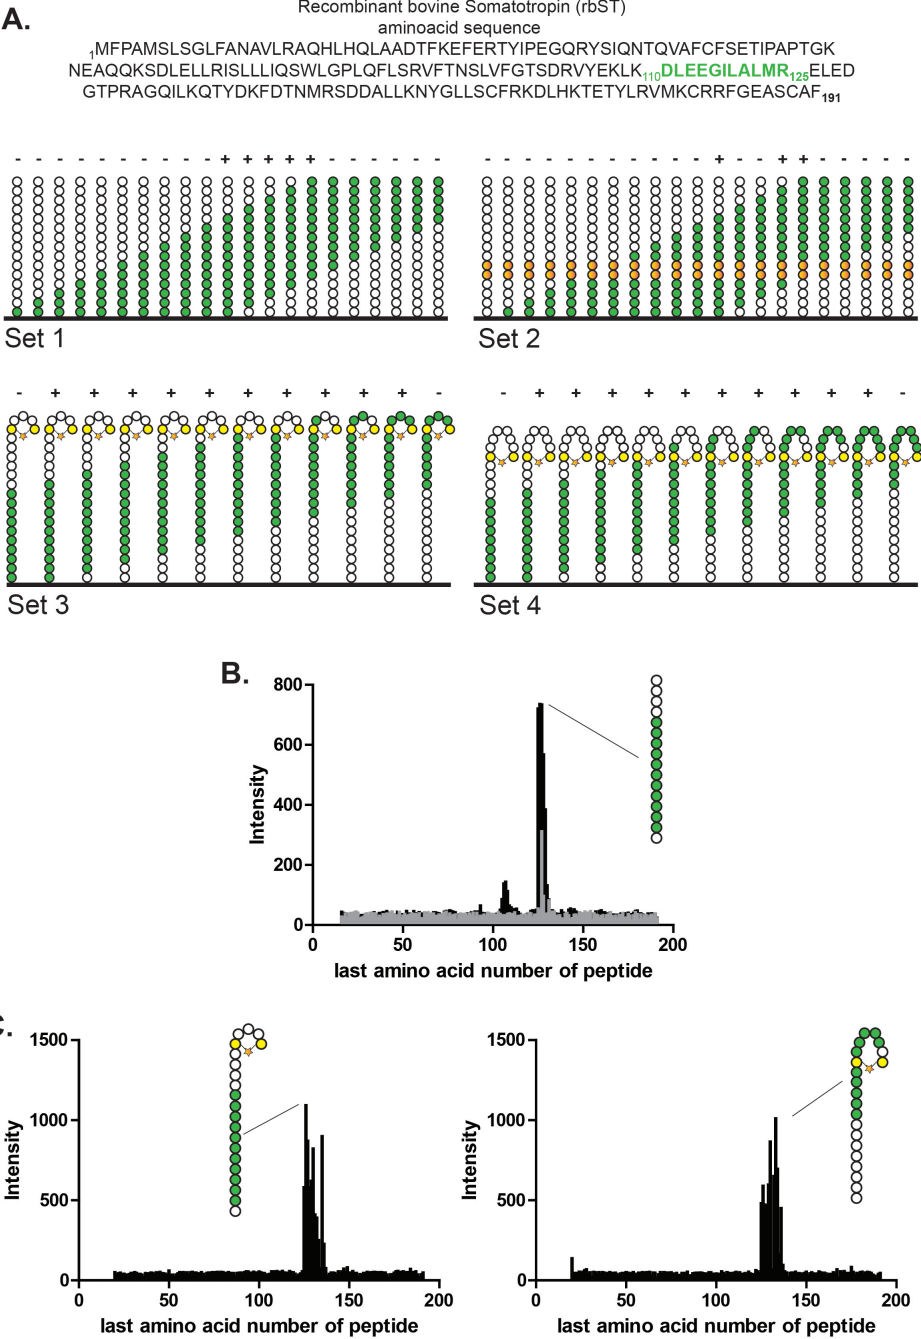 A.
Recombinant bovine Somatotropin (rbST)
aminoacid sequence
1MFPAMSLSGLFANAVLRAQHLHQLAADTFKEFERTYIPEGQRYSIQNTQVAFCFSETIPAPTGK
NEAQQKSDLELLRISLLLIQSWLGPLQFLSRVFTNSLVFGTSDRVYEKLK110DLEEGILALMR125ELED
GTPRAGQILKQTYDKFDTNMRSDDALLKNYGLLSCFRKDLHKTETYLRVMKCRRFGEASCAF191
- - - - - - - - - - + + + + + - - - - - -
- - - - - - - - - - - + - - + + - - - - -
Set 1
Set 2
- + + + + + + + + + + -
- + + + + + + + + + + -
Set 3
Set 4
B.
800
600
400
200
0
Intensity
0 50 100 150 200
last amino acid number of peptide
C.
1500
1000
500
0
Intensity
0 50 100 150 200
last amino acid number of peptide
1500
1000
500
0
Intensity
0 50 100 150 200
last amino acid number of peptide